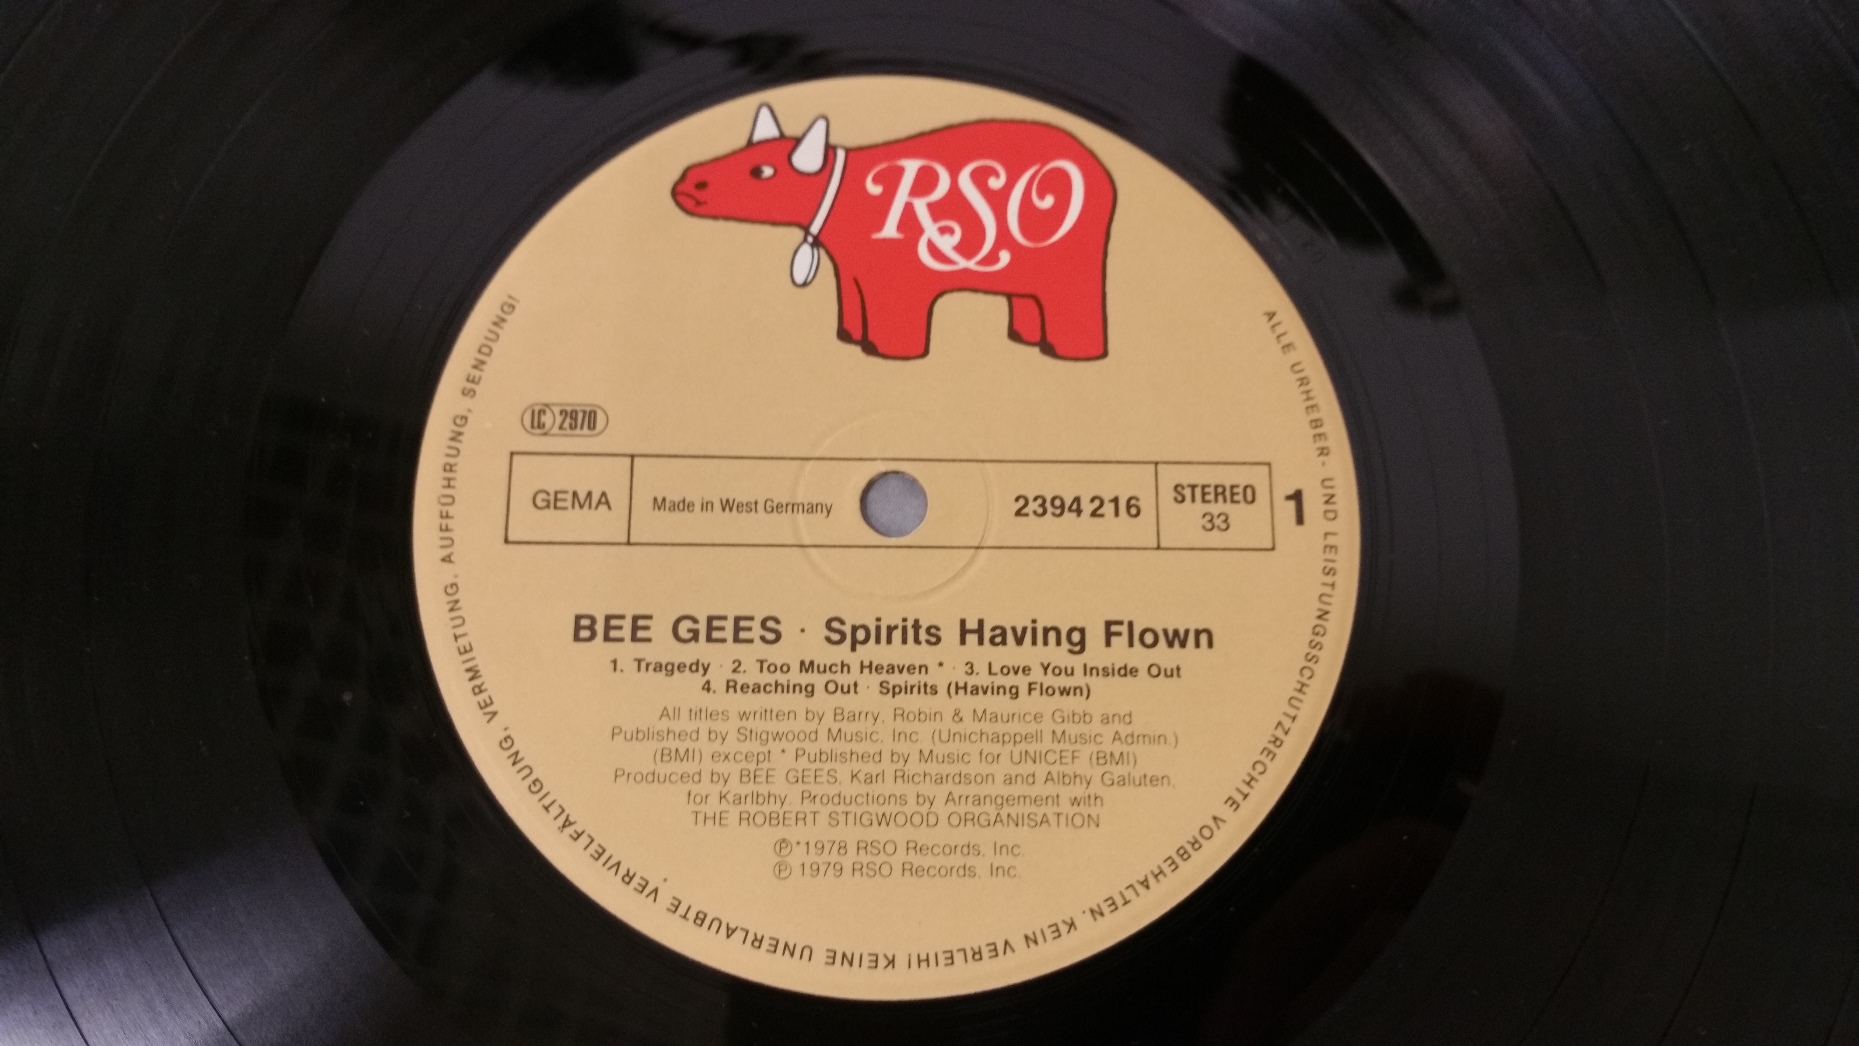 RSO
LC 2970
GEMA
Made in West Germany
2394 216
STEREO
33
1
BEE GEES · Spirits Having Flown
1. Tragedy · 2. Too Much Heaven * · 3. Love You Inside Out
4. Reaching Out · Spirits (Having Flown)
All titles written by Barry, Robin & Maurice Gibb and
Published by Stigwood Music, Inc. (Unichappell Music Admin.)
(BMI) except * Published by Music for UNICEF (BMI)
Produced by BEE GEES, Karl Richardson and Albhy Galuten,
for Karlbhy. Productions by Arrangement with
THE ROBERT STIGWOOD ORGANISATION
Ⓟ*1978 RSO Records, Inc.
Ⓟ 1979 RSO Records, Inc.
ALLE URHEBER- UND LEISTUNGSSCHUTZRECHTE VORBEHALTEN. KEIN VERLEIH! KEINE UNERLAUBTE VERVIELFÄLTIGUNG, VERMIETUNG, AUFFÜHRUNG, SENDUNG!